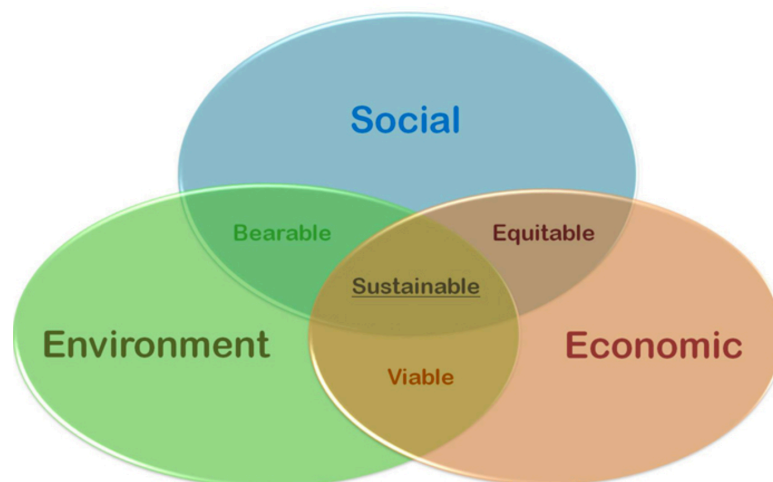 Social
Bearable
Equitable
Sustainable
Environment
Economic
Viable